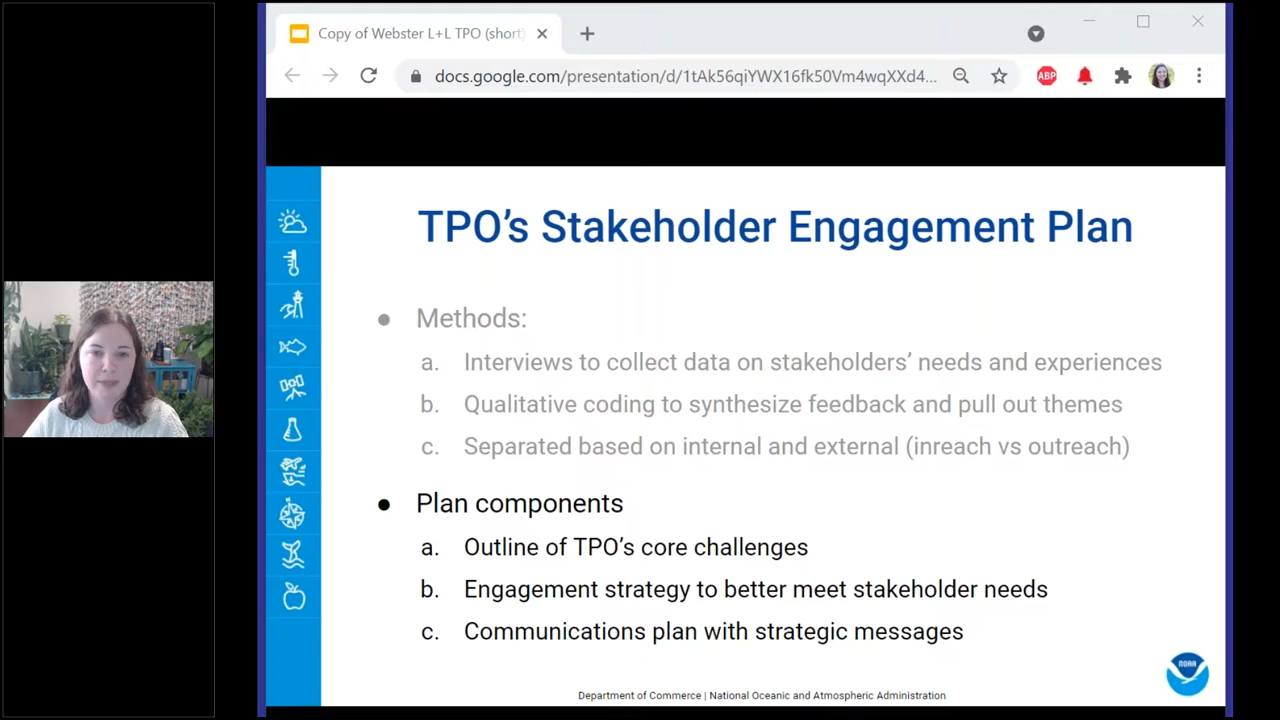 Copy of Webster L+L TPO (short)
docs.google.com/presentation/d/1tAk56qiYWX16fk50Vm4wqXXd4...
ABP
TPO's Stakeholder Engagement Plan
● Methods:
a. Interviews to collect data on stakeholders' needs and experiences
b. Qualitative coding to synthesize feedback and pull out themes
c. Separated based on internal and external (inreach vs outreach)
● Plan components
a. Outline of TPO's core challenges
b. Engagement strategy to better meet stakeholder needs
c. Communications plan with strategic messages
NOAA
Department of Commerce | National Oceanic and Atmospheric Administration